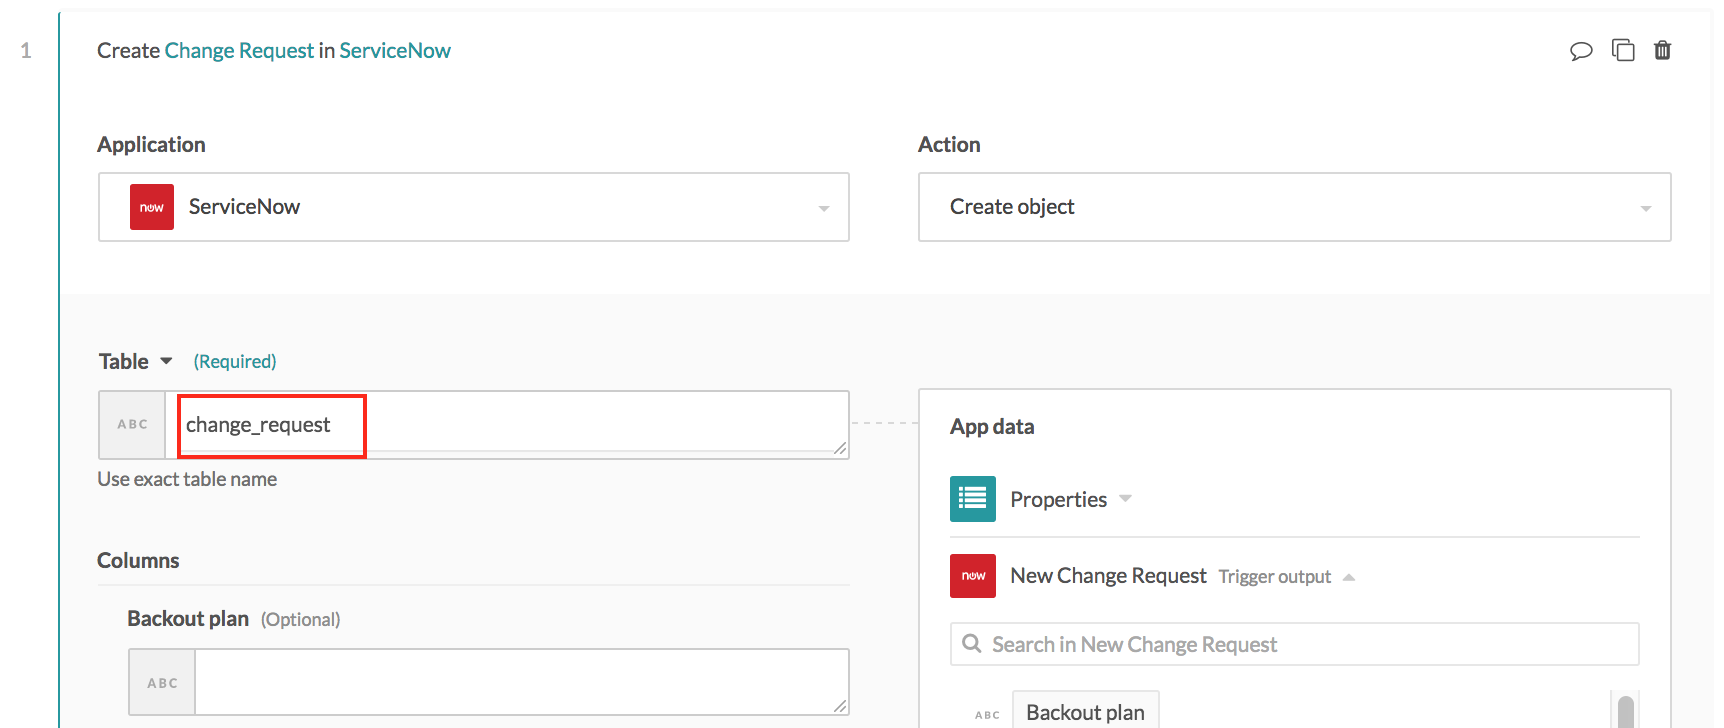 1
Create Change Request in ServiceNow
Application
Action
now ServiceNow
Create object
Table (Required)
ABC change_request
Use exact table name
App data
Properties
Columns
now New Change Request Trigger output
Backout plan (Optional)
Search in New Change Request
ABC
ABC Backout plan